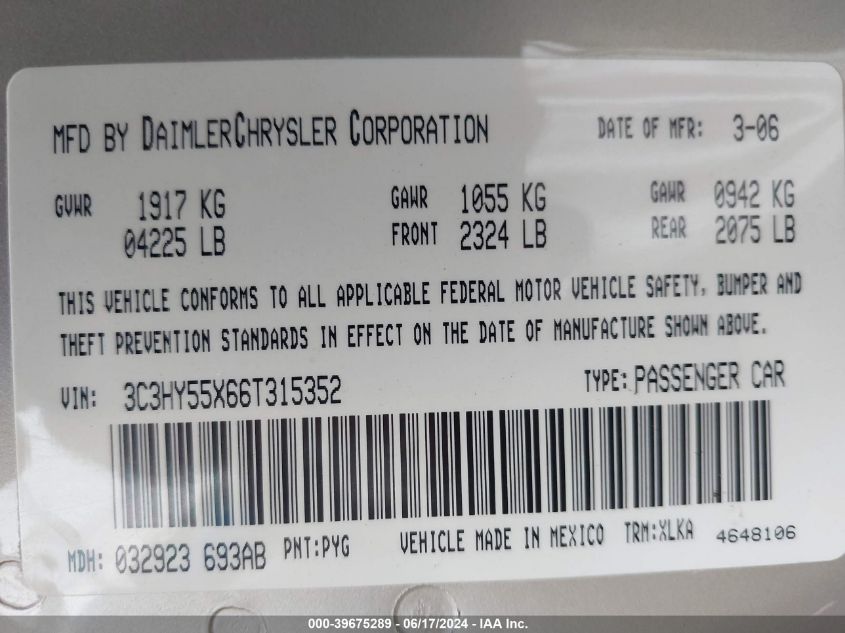 MFD BY DAIMLERCHRYSLER CORPORATION DATE OF MFR: 3-06
GVWR 1917 KG GAWR 1055 KG GAWR 0942 KG
04225 LB FRONT 2324 LB REAR 2075 LB
THIS VEHICLE CONFORMS TO ALL APPLICABLE FEDERAL MOTOR VEHICLE SAFETY, BUMPER AND
THEFT PREVENTION STANDARDS IN EFFECT ON THE DATE OF MANUFACTURE SHOWN ABOVE.
VIN: 3C3HY55X66T315352 TYPE: PASSENGER CAR
MDH: 032923 693AB PNT:PYG VEHICLE MADE IN MEXICO TRM:XLKA 4648106
000-39675289 - 06/17/2024 - IAA Inc.